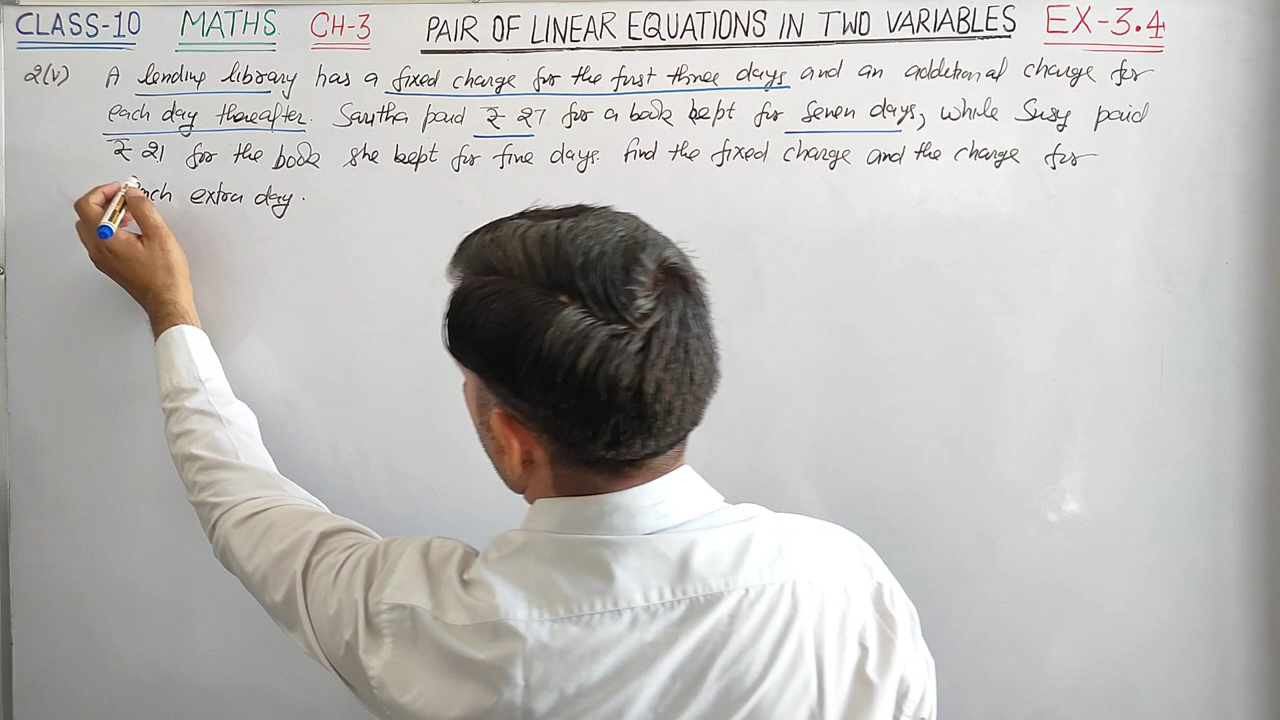 CLASS-10 MATHS CH-3 PAIR OF LINEAR EQUATIONS IN TWO VARIABLES EX-3.4
2(v) A lending library has a fixed charge for the first three days and an additional charge for
each day thereafter. Saritha paid ₹ 27 for a book kept for seven days, while Susy paid
₹ 21 for the book she kept for five days. find the fixed charge and the charge for
extra day.